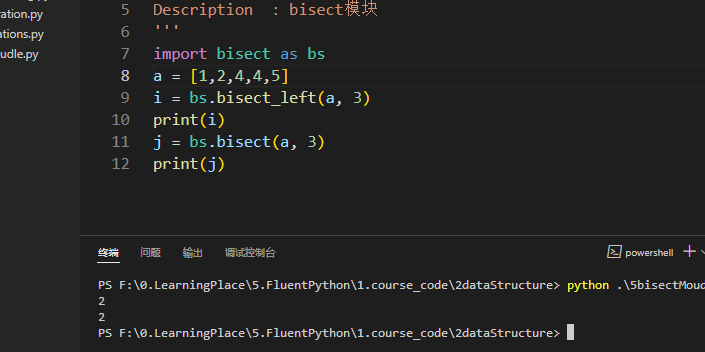 5 Description : bisect模块
ration.py
6 '''
ations.py
7 import bisect as bs
udle.py
8 a = [1,2,4,4,5]
9 i = bs.bisect_left(a, 3)
10 print(i)
11 j = bs.bisect(a, 3)
12 print(j)
终端 问题 输出 调试控制台 powershell
PS F:\0.LearningPlace\5.FluentPython\1.course_code\2dataStructure> python .\5bisectMoud
2
2
PS F:\0.LearningPlace\5.FluentPython\1.course_code\2dataStructure>